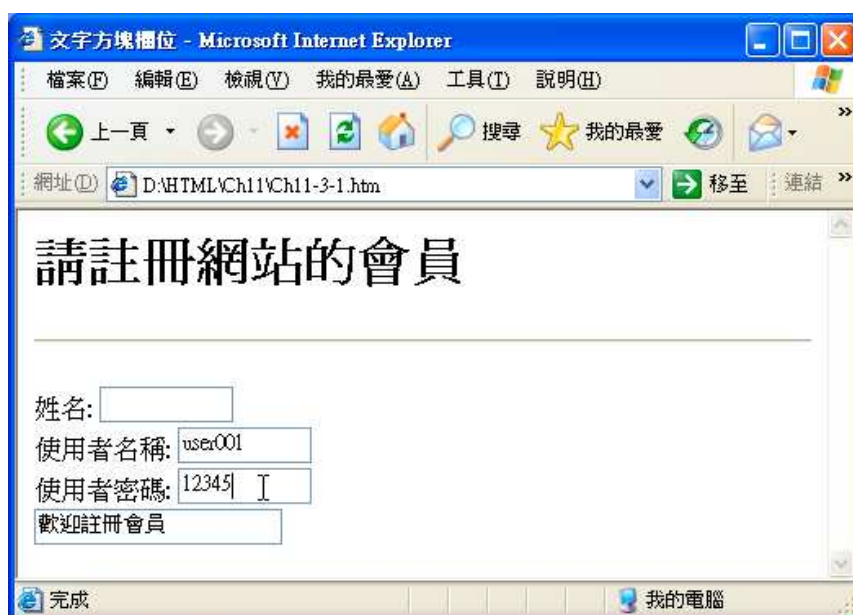 文字方塊欄位 - Microsoft Internet Explorer
檔案(F) 編輯(E) 檢視(V) 我的最愛(A) 工具(T) 說明(H)
上一頁 搜尋 我的最愛 »
網址(D) D:\HTML\Ch11\Ch11-3-1.htm 移至 連結 »
請註冊網站的會員
姓名:
使用者名稱: user001
使用者密碼: 12345
歡迎註冊會員
完成 我的電腦